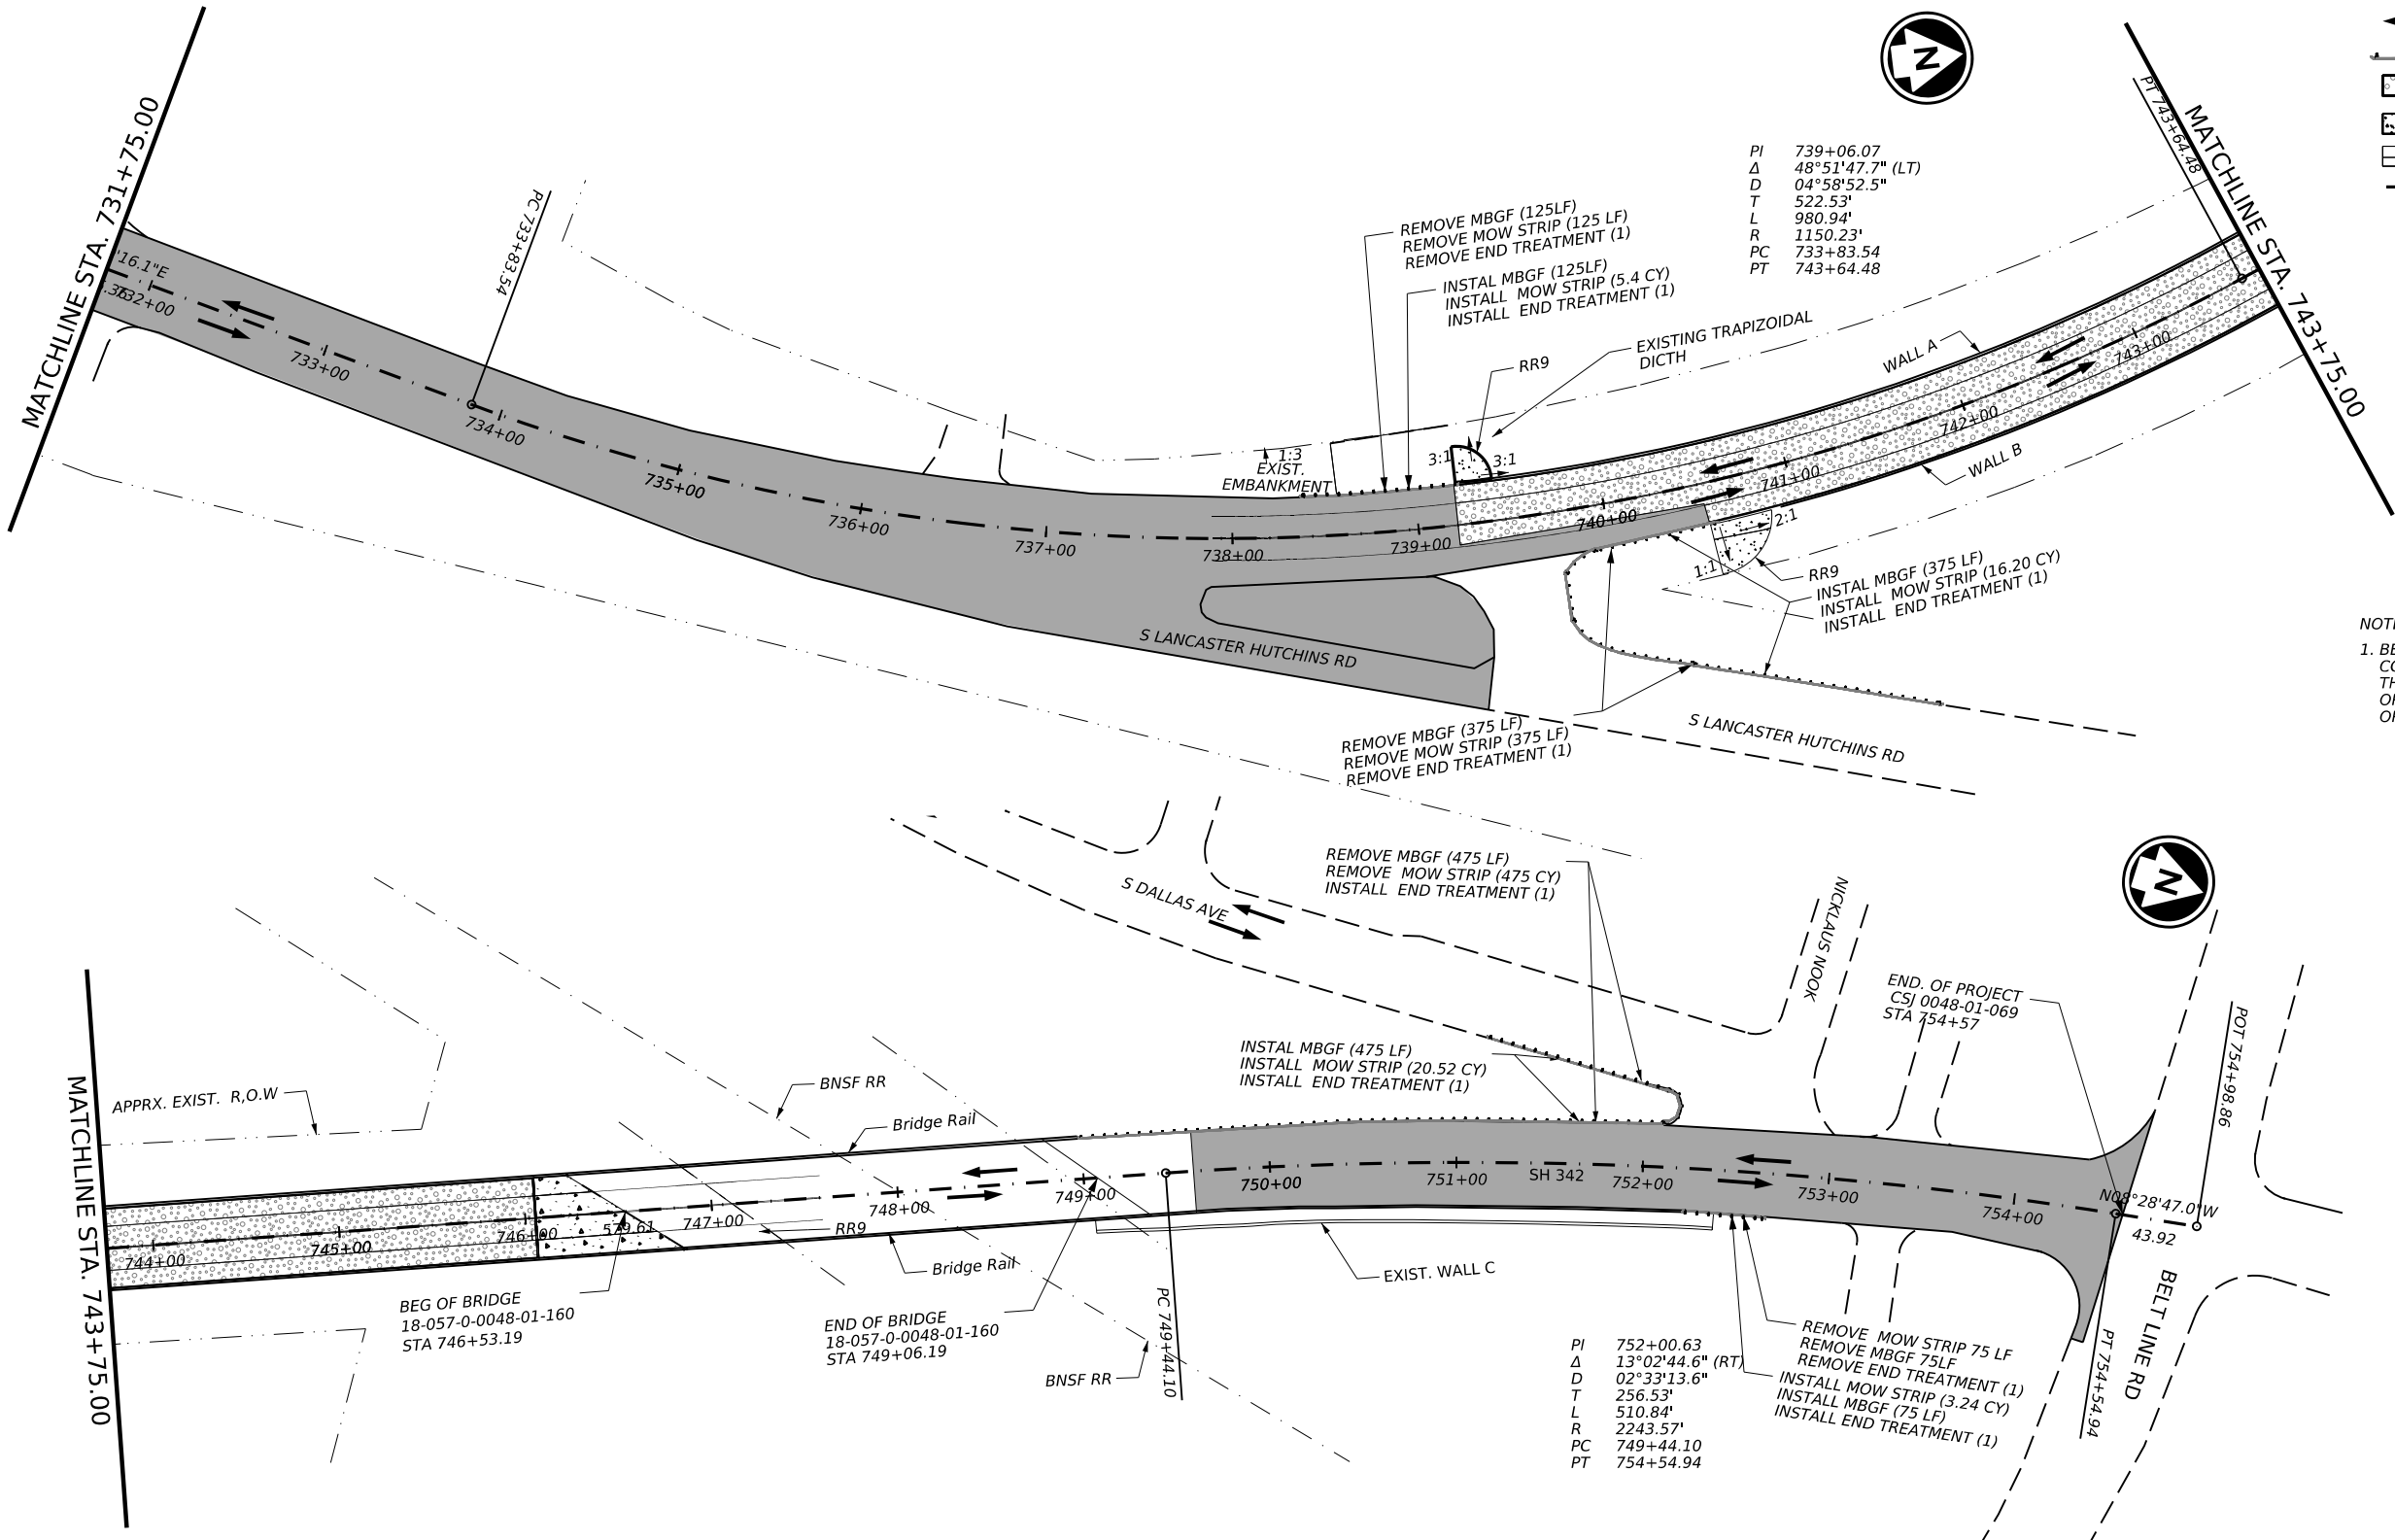 MATCHLINE STA. 731+75.00
'16.1"E
732+00
733+00
PC 733+83.54
734+00
735+00
736+00
737+00
738+00
739+00
740+00
741+00
742+00
743+00
N
PT 743+64.48
MATCHLINE STA. 743+75.00
PI 739+06.07
Δ 48°51'47.7" (LT)
D 04°58'52.5"
T 522.53'
L 980.94'
R 1150.23'
PC 733+83.54
PT 743+64.48
REMOVE MBGF (125LF)
REMOVE MOW STRIP (125 LF)
REMOVE END TREATMENT (1)
INSTAL MBGF (125LF)
INSTALL MOW STRIP (5.4 CY)
INSTALL END TREATMENT (1)
EXISTING TRAPIZOIDAL
DICTH
RR9
1:3
EXIST.
EMBANKMENT
3:1
3:1
WALL A
WALL B
2:1
1:1
RR9
INSTAL MBGF (375 LF)
INSTALL MOW STRIP (16.20 CY)
INSTALL END TREATMENT (1)
S LANCASTER HUTCHINS RD
S LANCASTER HUTCHINS RD
REMOVE MBGF (375 LF)
REMOVE MOW STRIP (375 LF)
REMOVE END TREATMENT (1)
1. BE
N
REMOVE MBGF (475 LF)
REMOVE MOW STRIP (475 CY)
INSTALL END TREATMENT (1)
S DALLAS AVE
NICKLAUS NOOK
END. OF PROJECT
CSJ 0048-01-069
STA 754+57
POT 754+98.86
INSTAL MBGF (475 LF)
INSTALL MOW STRIP (20.52 CY)
INSTALL END TREATMENT (1)
MATCHLINE STA. 743+75.00
APPRX. EXIST. R,O.W
BNSF RR
Bridge Rail
744+00
745+00
746+00
579.61
747+00
748+00
749+00
750+00
751+00
SH 342
752+00
753+00
754+00
RR9
Bridge Rail
EXIST. WALL C
N08°28'47.0"W
43.92
BEG OF BRIDGE
18-057-0-0048-01-160
STA 746+53.19
END OF BRIDGE
18-057-0-0048-01-160
STA 749+06.19
BNSF RR
PC 749+44.10
PI 752+00.63
Δ 13°02'44.6" (RT)
D 02°33'13.6"
T 256.53'
L 510.84'
R 2243.57'
PC 749+44.10
PT 754+54.94
REMOVE MOW STRIP 75 LF
REMOVE MBGF 75LF
REMOVE END TREATMENT (1)
INSTALL MOW STRIP (3.24 CY)
INSTALL MBGF (75 LF)
INSTALL END TREATMENT (1)
PT 754+54.94
BELT LINE RD